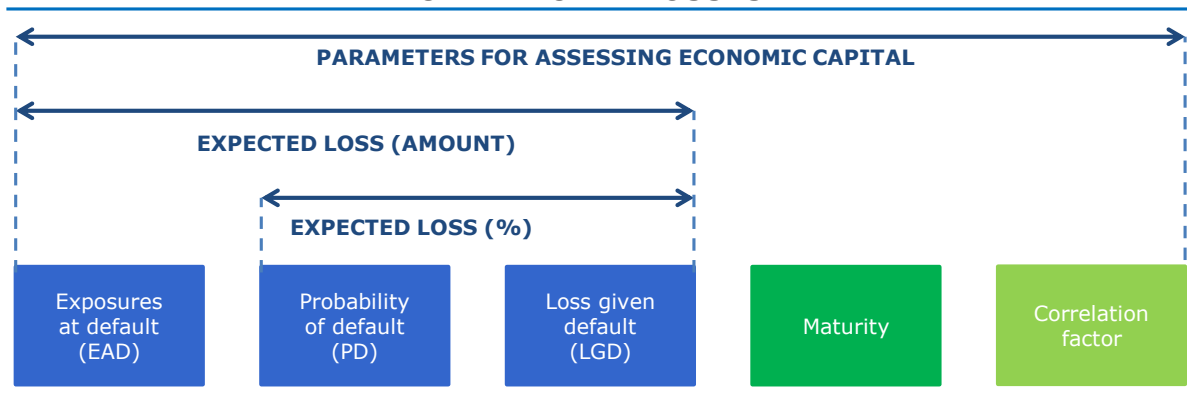 PARAMETERS FOR ASSESSING ECONOMIC CAPITAL
EXPECTED LOSS (AMOUNT)
EXPECTED LOSS (%)
Exposures
at default
(EAD)
Probability
of default
(PD)
Loss given
default
(LGD)
Maturity
Correlation
factor